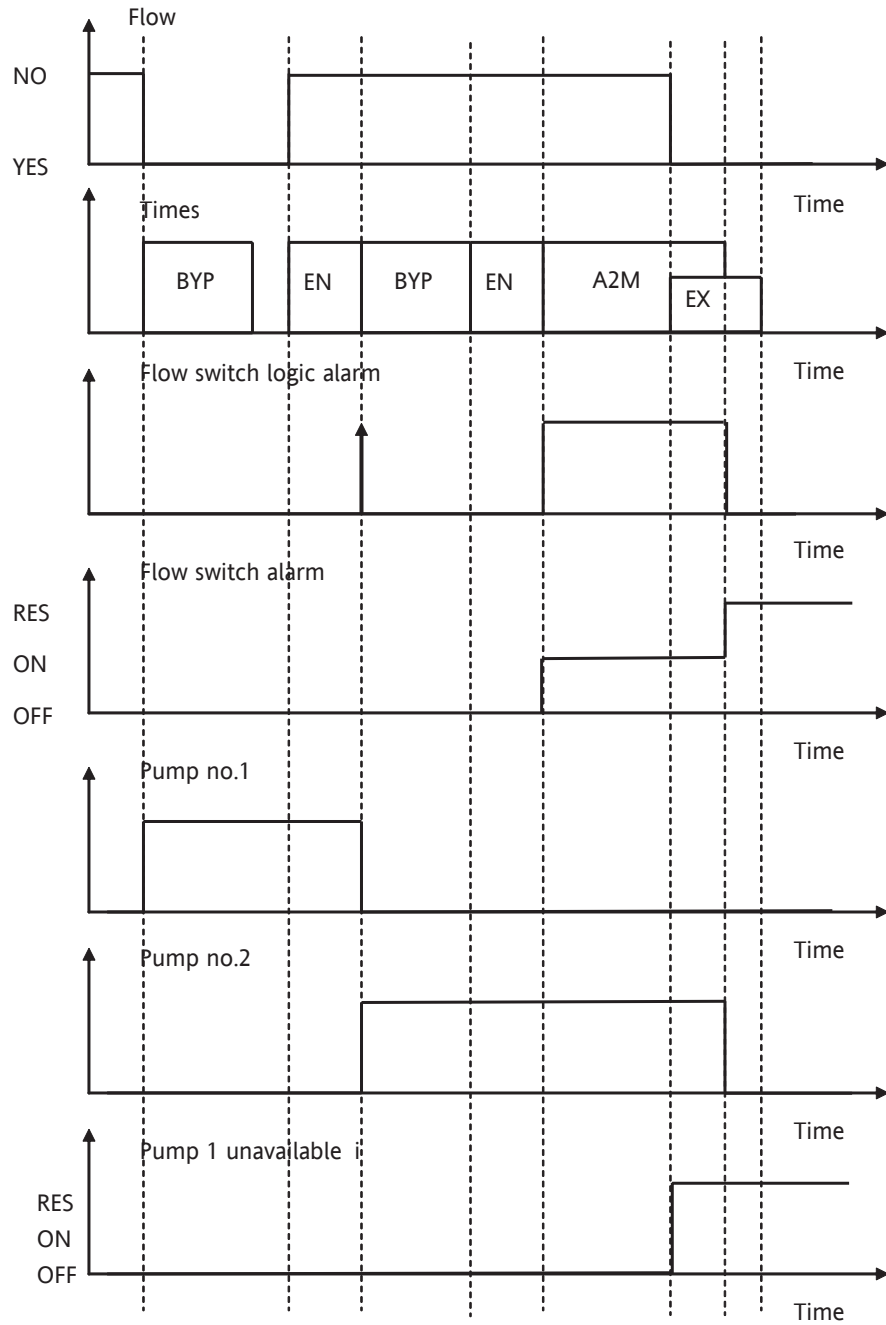 Flow
NO
YES
Time
Times
BYP EN BYP EN A2M EX
Time
Flow switch logic alarm
Time
Flow switch alarm
RES
ON
OFF
Time
Pump no.1
Time
Pump no.2
Time
Pump 1 unavailable i
RES
ON
OFF
Time